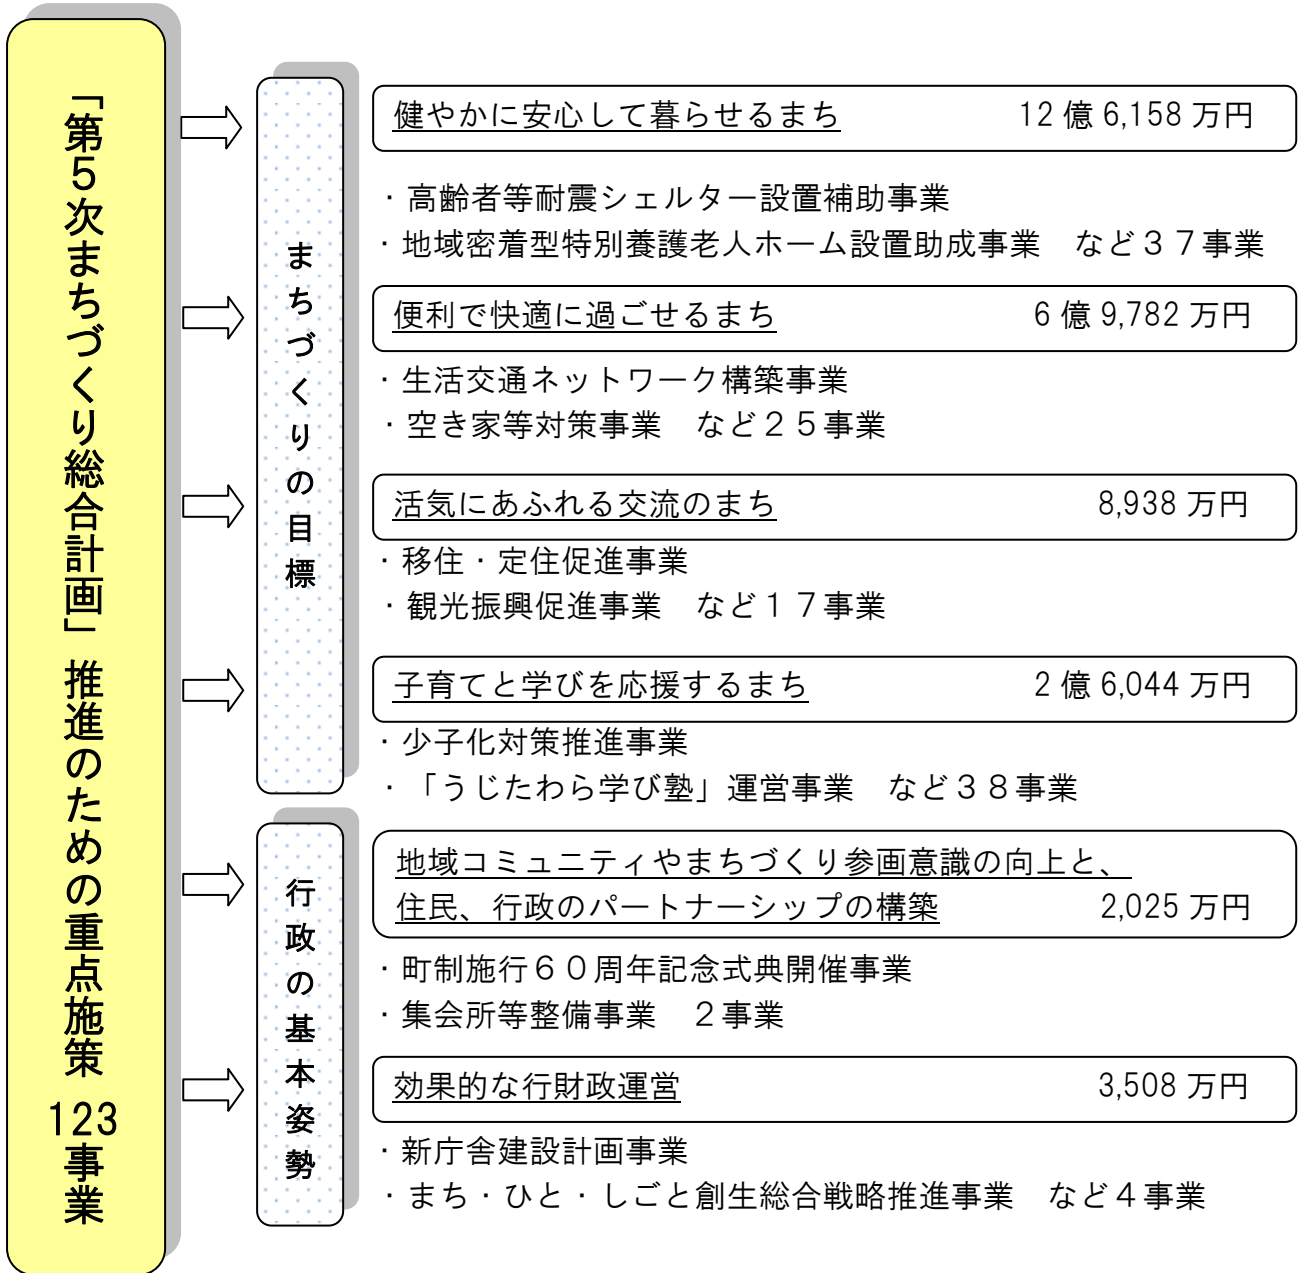 「第5次まちづくり総合計画」推進のための重点施策 123事業
まちづくりの目標
健やかに安心して暮らせるまち 12億6,158万円
・高齢者等耐震シェルター設置補助事業
・地域密着型特別養護老人ホーム設置助成事業 など37事業
便利で快適に過ごせるまち 6億9,782万円
・生活交通ネットワーク構築事業
・空き家等対策事業 など25事業
活気にあふれる交流のまち 8,938万円
・移住・定住促進事業
・観光振興促進事業 など17事業
子育てと学びを応援するまち 2億6,044万円
・少子化対策推進事業
・「うじたわら学び塾」運営事業 など38事業
行政の基本姿勢
地域コミュニティやまちづくり参画意識の向上と、
住民、行政のパートナーシップの構築 2,025万円
・町制施行60周年記念式典開催事業
・集会所等整備事業 2事業
効果的な行財政運営 3,508万円
・新庁舎建設計画事業
・まち・ひと・しごと創生総合戦略推進事業 など4事業